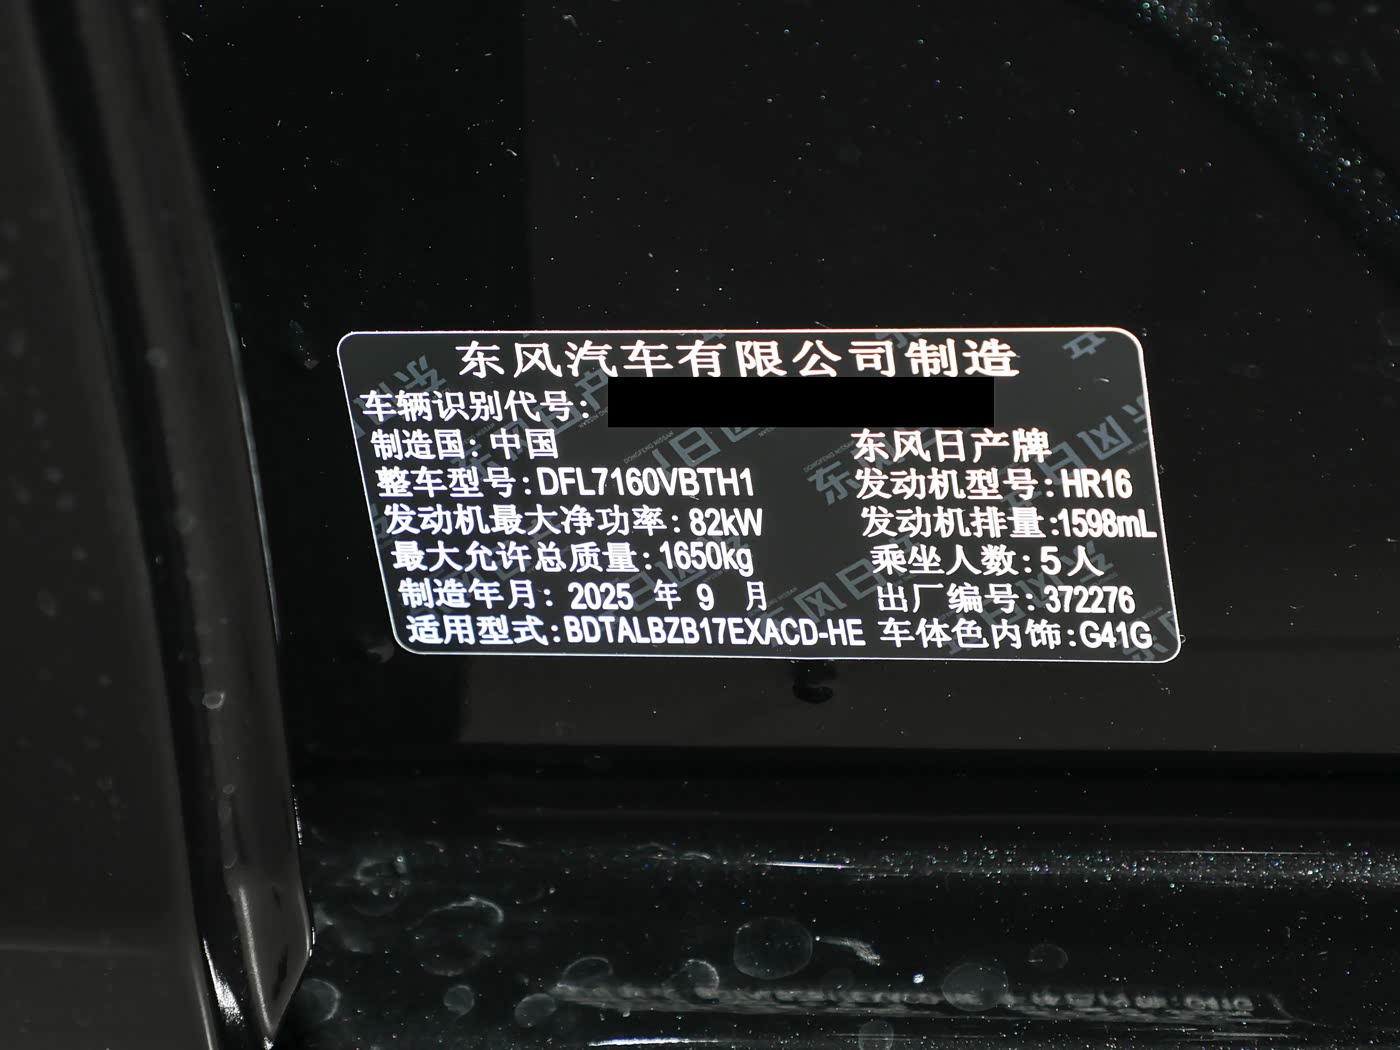 东风汽车有限公司制造
车辆识别代号:
制造国:中国 东风日产牌
整车型号:DFL7160VBTH1 发动机型号:HR16
发动机最大净功率:82kW 发动机排量:1598mL
最大允许总质量:1650kg 乘坐人数:5人
制造年月: 2025 年 9 月 出厂编号:372276
适用型式:BDTALBZB17EXACD-HE 车体色内饰:G41G